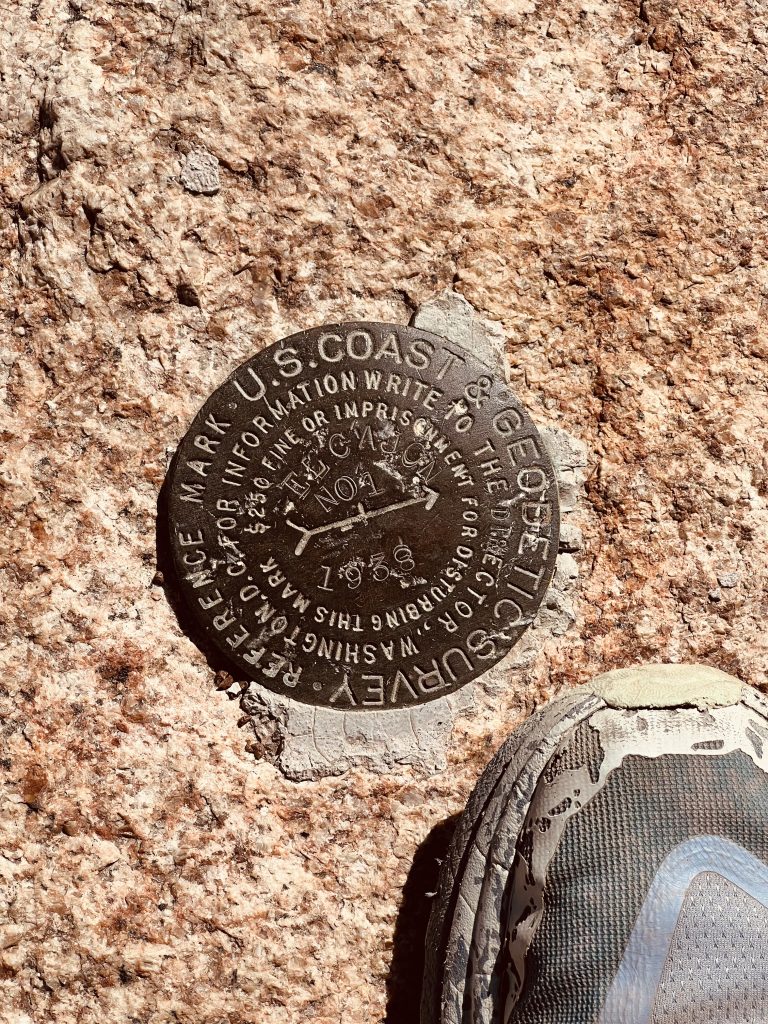 U.S. COAST & GEODETIC SURVEY
REFERENCE MARK
FOR INFORMATION WRITE TO THE DIRECTOR, WASHINGTON, D.C.
$250 FINE OR IMPRISONMENT FOR DISTURBING THIS MARK
EL CAJON
NO 1
1938